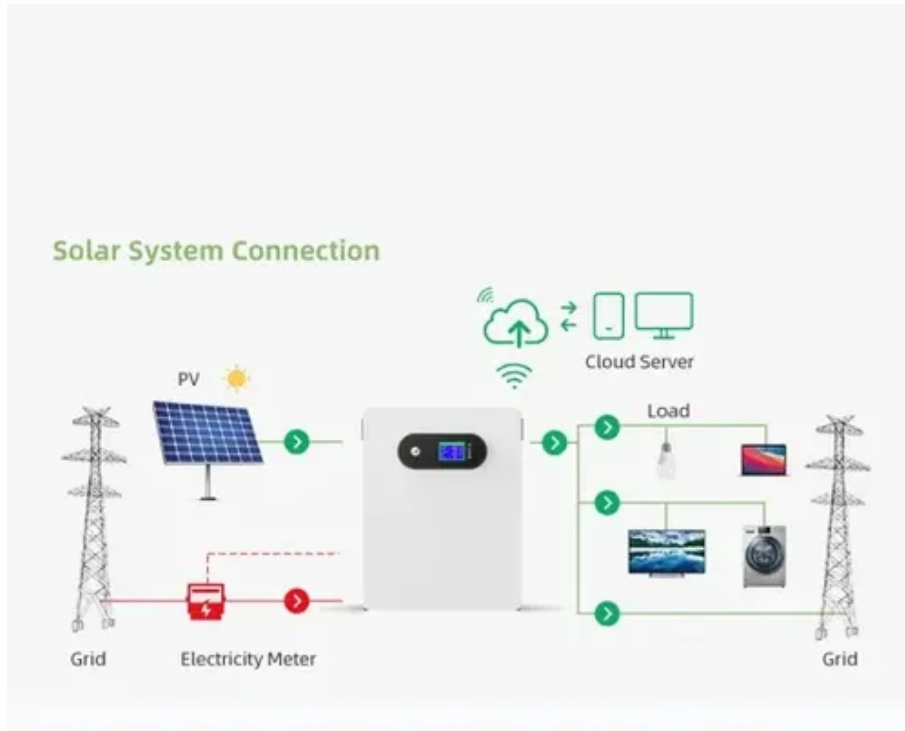 Solar System Connection
Cloud Server
PV
Load
Grid
Electricity Meter
Grid